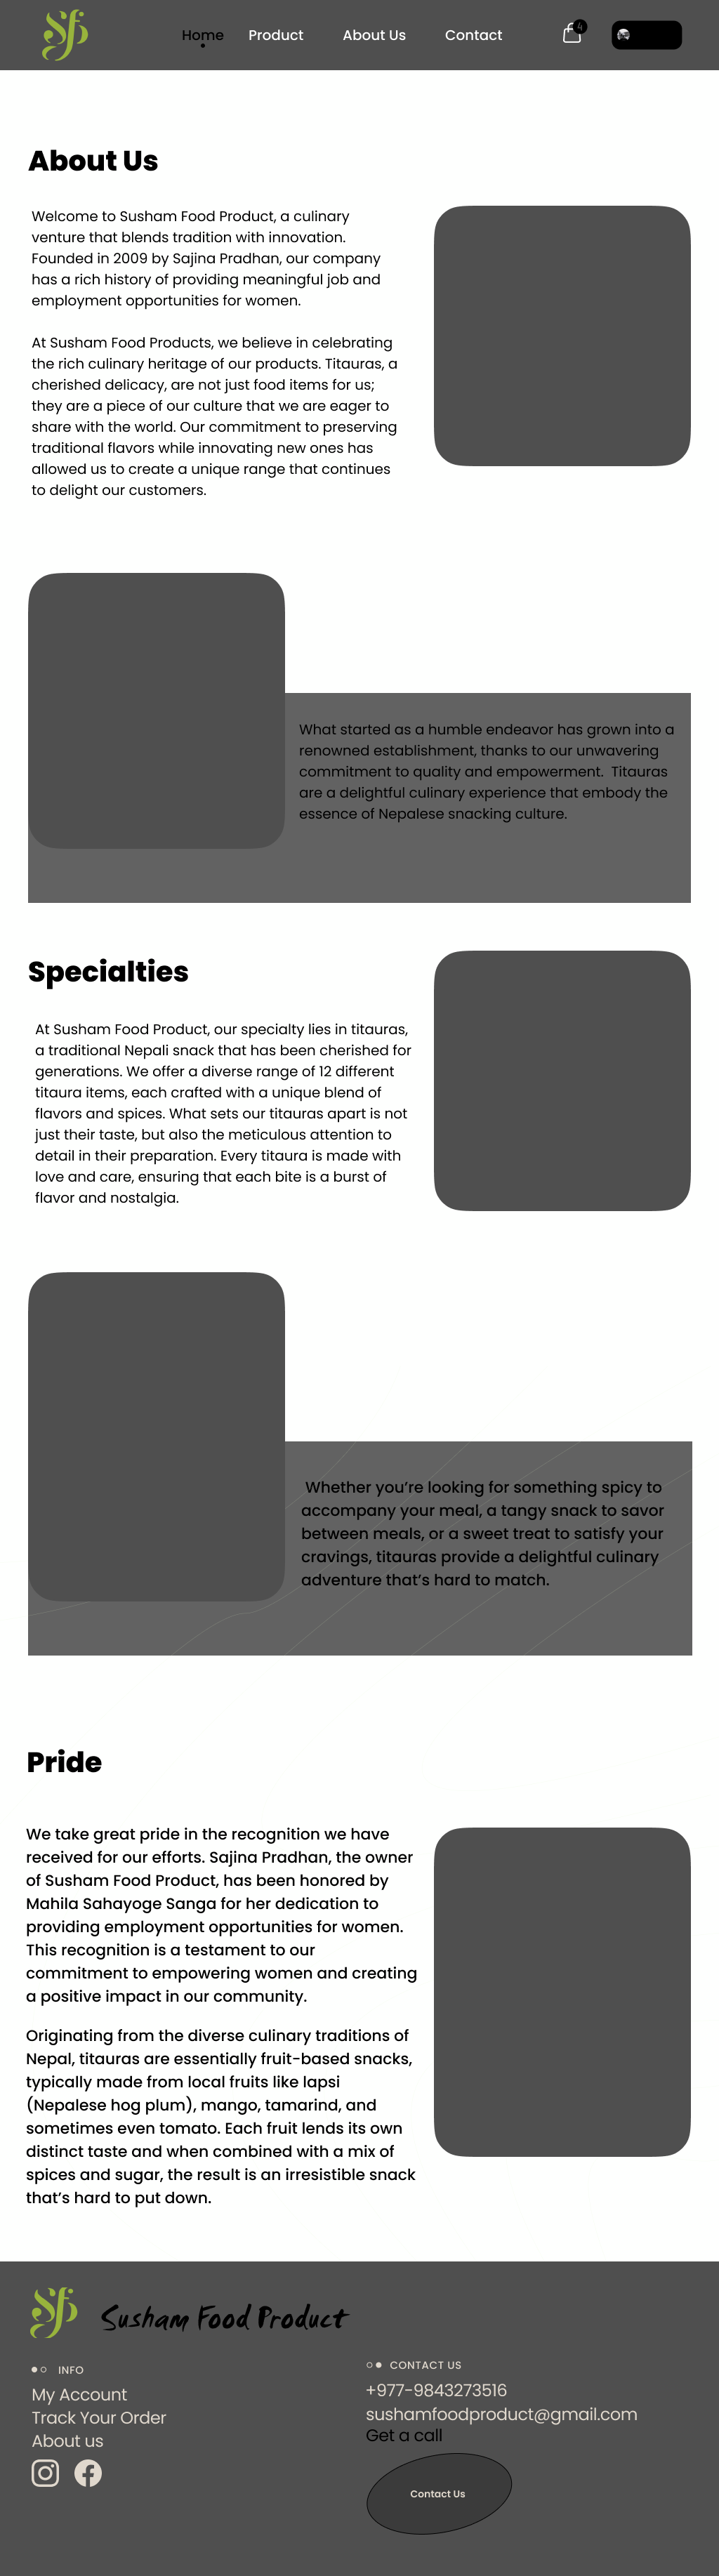 Home Product About Us Contact 4
About Us
Welcome to Susham Food Product, a culinary
venture that blends tradition with innovation.
Founded in 2009 by Sajina Pradhan, our company
has a rich history of providing meaningful job and
employment opportunities for women.
At Susham Food Products, we believe in celebrating
the rich culinary heritage of our products. Titauras, a
cherished delicacy, are not just food items for us;
they are a piece of our culture that we are eager to
share with the world. Our commitment to preserving
traditional flavors while innovating new ones has
allowed us to create a unique range that continues
to delight our customers.
What started as a humble endeavor has grown into a
renowned establishment, thanks to our unwavering
commitment to quality and empowerment. Titauras
are a delightful culinary experience that embody the
essence of Nepalese snacking culture.
Specialties
At Susham Food Product, our specialty lies in titauras,
a traditional Nepali snack that has been cherished for
generations. We offer a diverse range of 12 different
titaura items, each crafted with a unique blend of
flavors and spices. What sets our titauras apart is not
just their taste, but also the meticulous attention to
detail in their preparation. Every titaura is made with
love and care, ensuring that each bite is a burst of
flavor and nostalgia.
Whether you’re looking for something spicy to
accompany your meal, a tangy snack to savor
between meals, or a sweet treat to satisfy your
cravings, titauras provide a delightful culinary
adventure that’s hard to match.
Pride
We take great pride in the recognition we have
received for our efforts. Sajina Pradhan, the owner
of Susham Food Product, has been honored by
Mahila Sahayoge Sanga for her dedication to
providing employment opportunities for women.
This recognition is a testament to our
commitment to empowering women and creating
a positive impact in our community.
Originating from the diverse culinary traditions of
Nepal, titauras are essentially fruit-based snacks,
typically made from local fruits like lapsi
(Nepalese hog plum), mango, tamarind, and
sometimes even tomato. Each fruit lends its own
distinct taste and when combined with a mix of
spices and sugar, the result is an irresistible snack
that’s hard to put down.
Susham Food Product
INFO
My Account
Track Your Order
About us
CONTACT US
+977-9843273516
sushamfoodproduct@gmail.com
Get a call
Contact Us